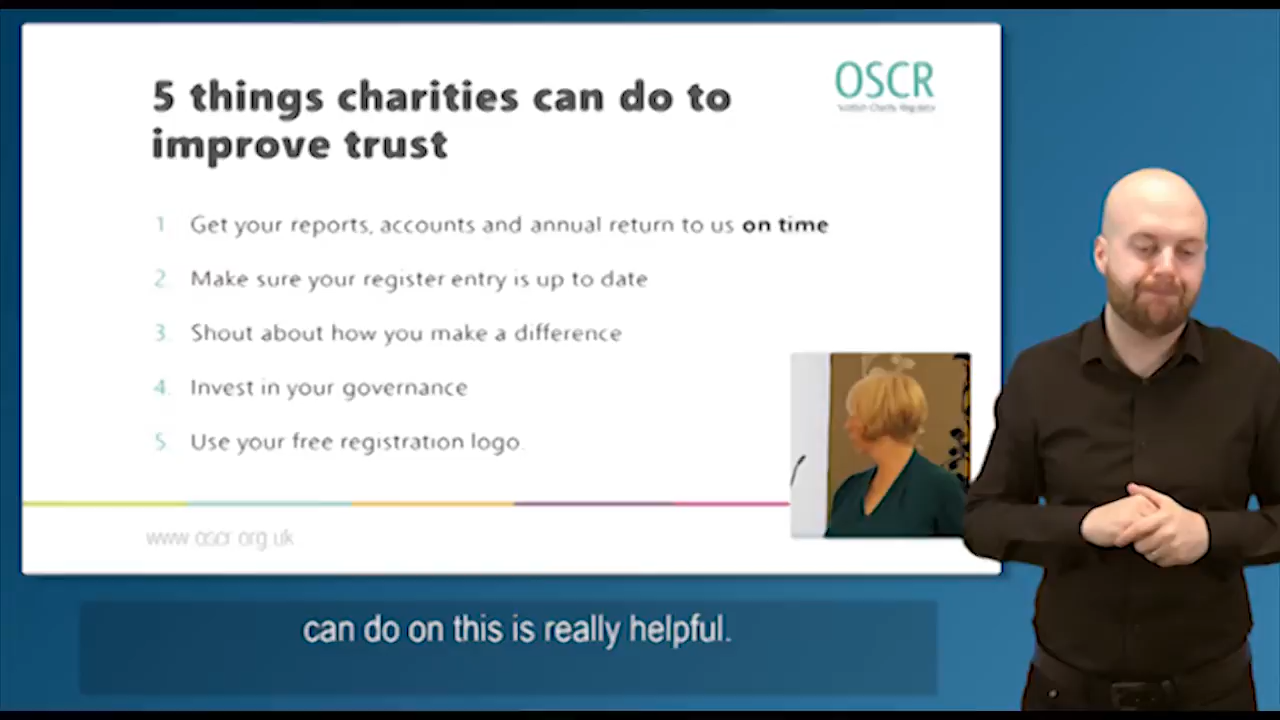 5 things charities can do to
improve trust
OSCR
Scottish Charity Regulator
1. Get your reports, accounts and annual return to us on time
2. Make sure your register entry is up to date
3. Shout about how you make a difference
4. Invest in your governance
5. Use your free registration logo.
www.oscr.org.uk
can do on this is really helpful.